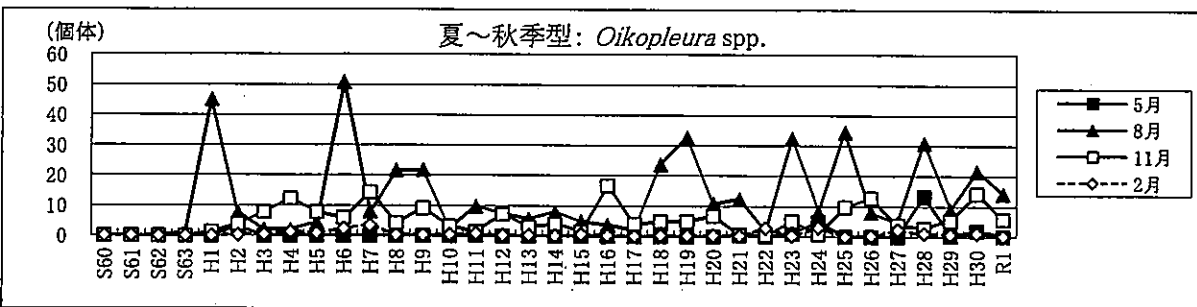 (個体)
夏～秋季型: Oikopleura spp.
60
50
40
30
20
10
0
S60 S61 S62 S63 H1 H2 H3 H4 H5 H6 H7 H8 H9 H10 H11 H12 H13 H14 H15 H16 H17 H18 H19 H20 H21 H22 H23 H24 H25 H26 H27 H28 H29 H30 R1
5月
8月
11月
2月